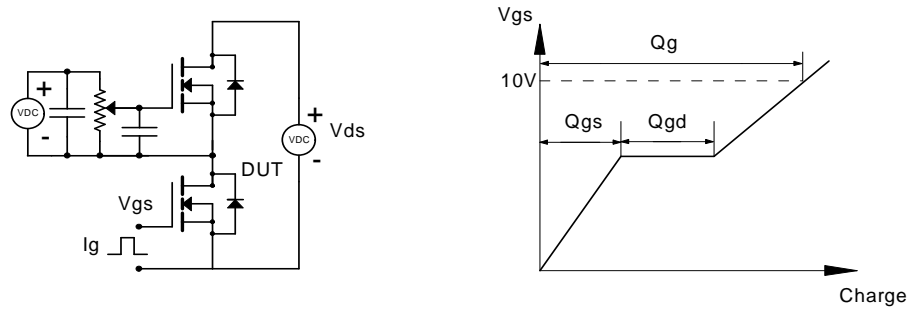 VDC
+
-
+
VDC
-
Vds
DUT
Vgs
Ig
Vgs
Qg
10V
Qgs
Qgd
Charge